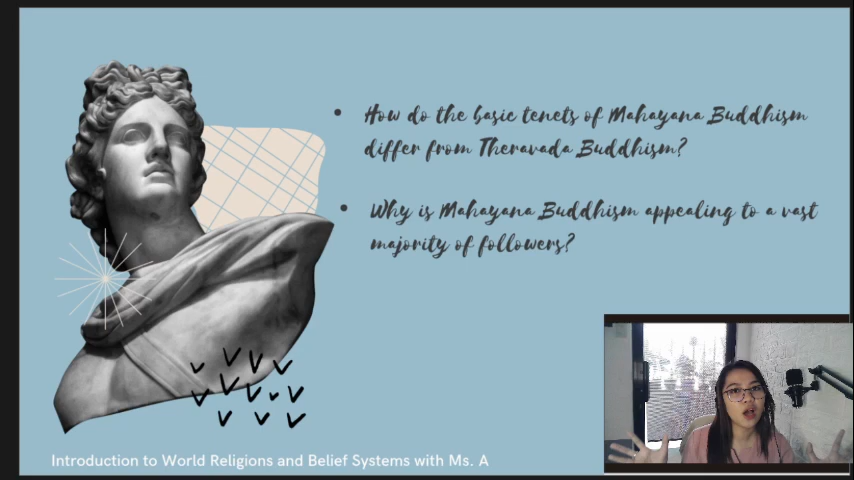 How do the basic tenets of Mahayana Buddhism
differ from Theravada Buddhism?
Why is Mahayana Buddhism appealing to a vast
majority of followers?
Introduction to World Religions and Belief Systems with Ms. A